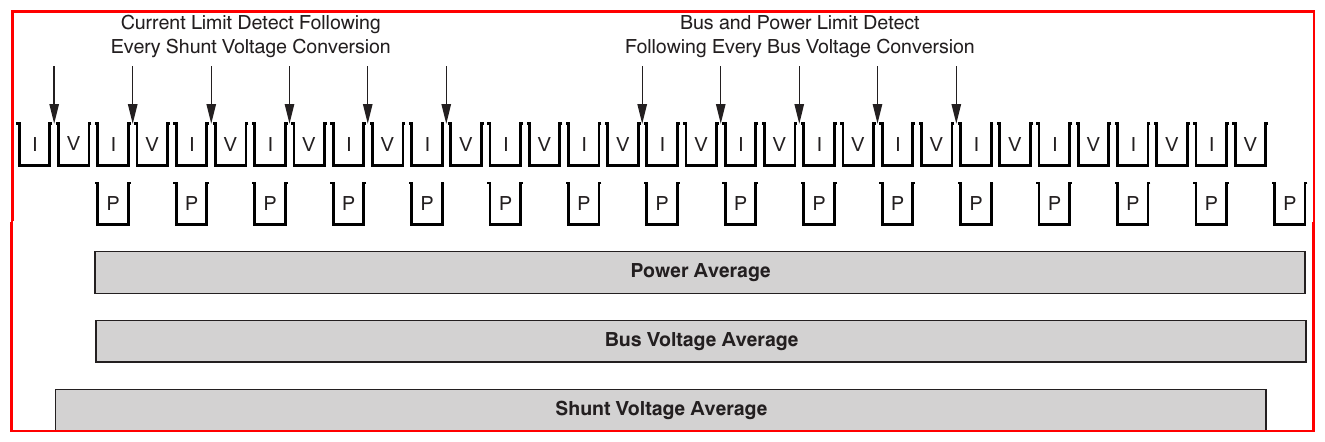 Current Limit Detect Following
Every Shunt Voltage Conversion
Bus and Power Limit Detect
Following Every Bus Voltage Conversion
I V I V I V I V I V I V I V I V I V I V I V I V I V I V I V I V
P P P P P P P P P P P P P P P P
Power Average
Bus Voltage Average
Shunt Voltage Average